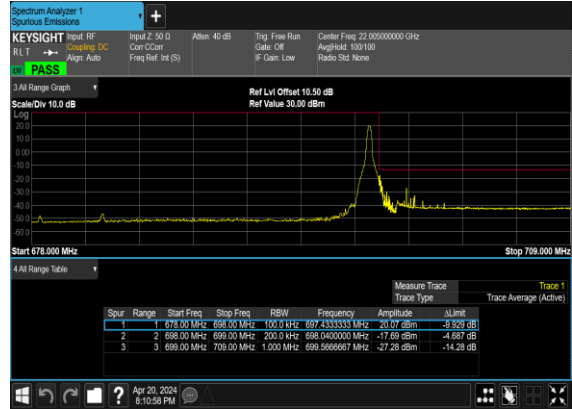 Spectrum Analyzer 1
Spurious Emissions
KEYSIGHT Input: RF Input Z: 50 Ω Atten: 40 dB Trig: Free Run Center Freq: 22.005000000 GHz
RLT Coupling: DC Corr CCorr Gate: Off Avg|Hold: 100/100
Align: Auto Freq Ref: Int (S) IF Gain: Low Radio Std: None
PASS
3 All Range Graph
Ref Lvl Offset 10.50 dB
Scale/Div 10.0 dB Ref Value 30.00 dBm
Log
20.0
10.0
0.00
-10.0
-20.0
-30.0
-40.0
-50.0
-60.0
Start 678.000 MHz Stop 709.000 MHz
4 All Range Table
Measure Trace Trace 1
Trace Type Trace Average (Active)
Spur Range Start Freq Stop Freq RBW Frequency Amplitude ΔLimit
1 1 678.00 MHz 698.00 MHz 100.0 kHz 697.4333333 MHz 20.07 dBm -9.929 dB
2 2 698.00 MHz 699.00 MHz 200.0 kHz 698.0400000 MHz -17.69 dBm -4.687 dB
3 3 699.00 MHz 709.00 MHz 1.000 MHz 699.5666667 MHz -27.28 dBm -14.28 dB
? Apr 20, 2024
8:10:58 PM